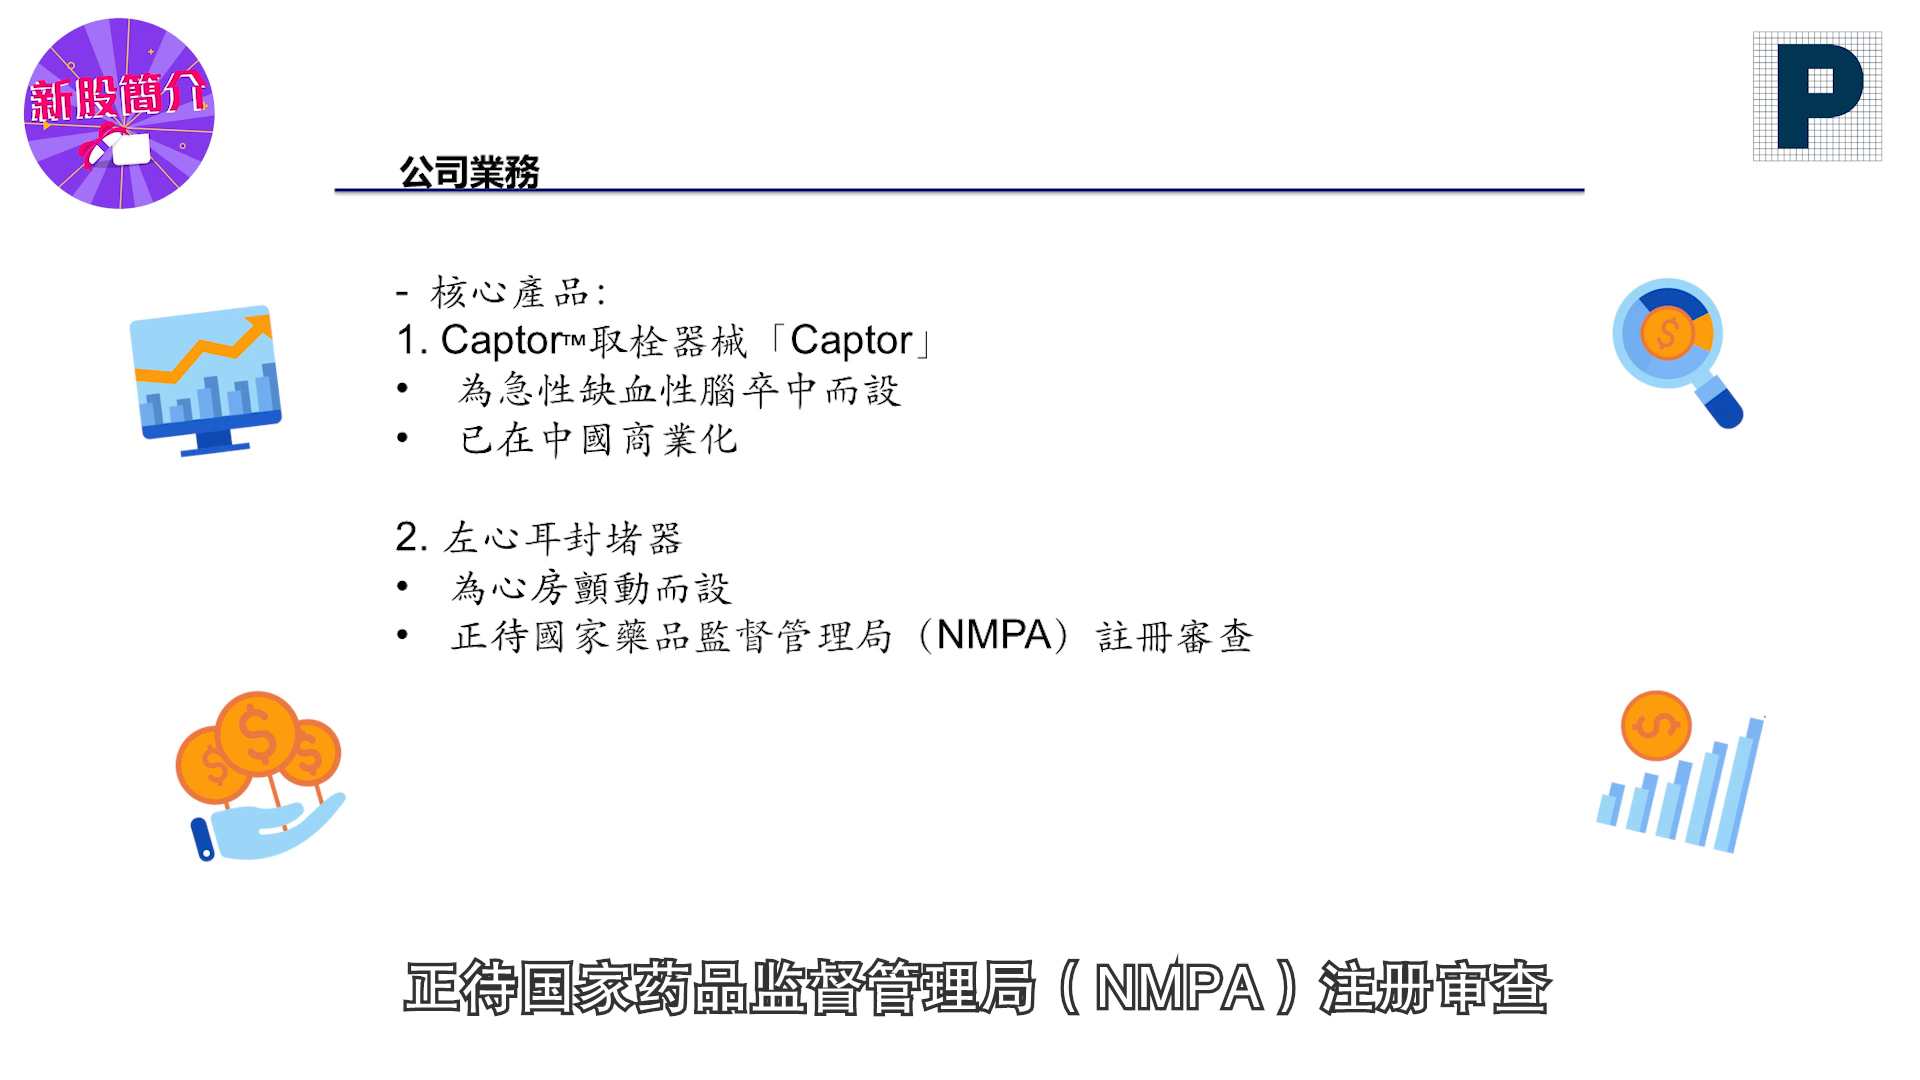 新股簡介
P
公司業務
- 核心產品：
1. Captor™取栓器械「Captor」
• 為急性缺血性腦卒中而設
• 已在中國商業化
2. 左心耳封堵器
• 為心房顫動而設
• 正待國家藥品監督管理局（NMPA）註冊審查
正待国家药品监督管理局（NMPA）注册审查